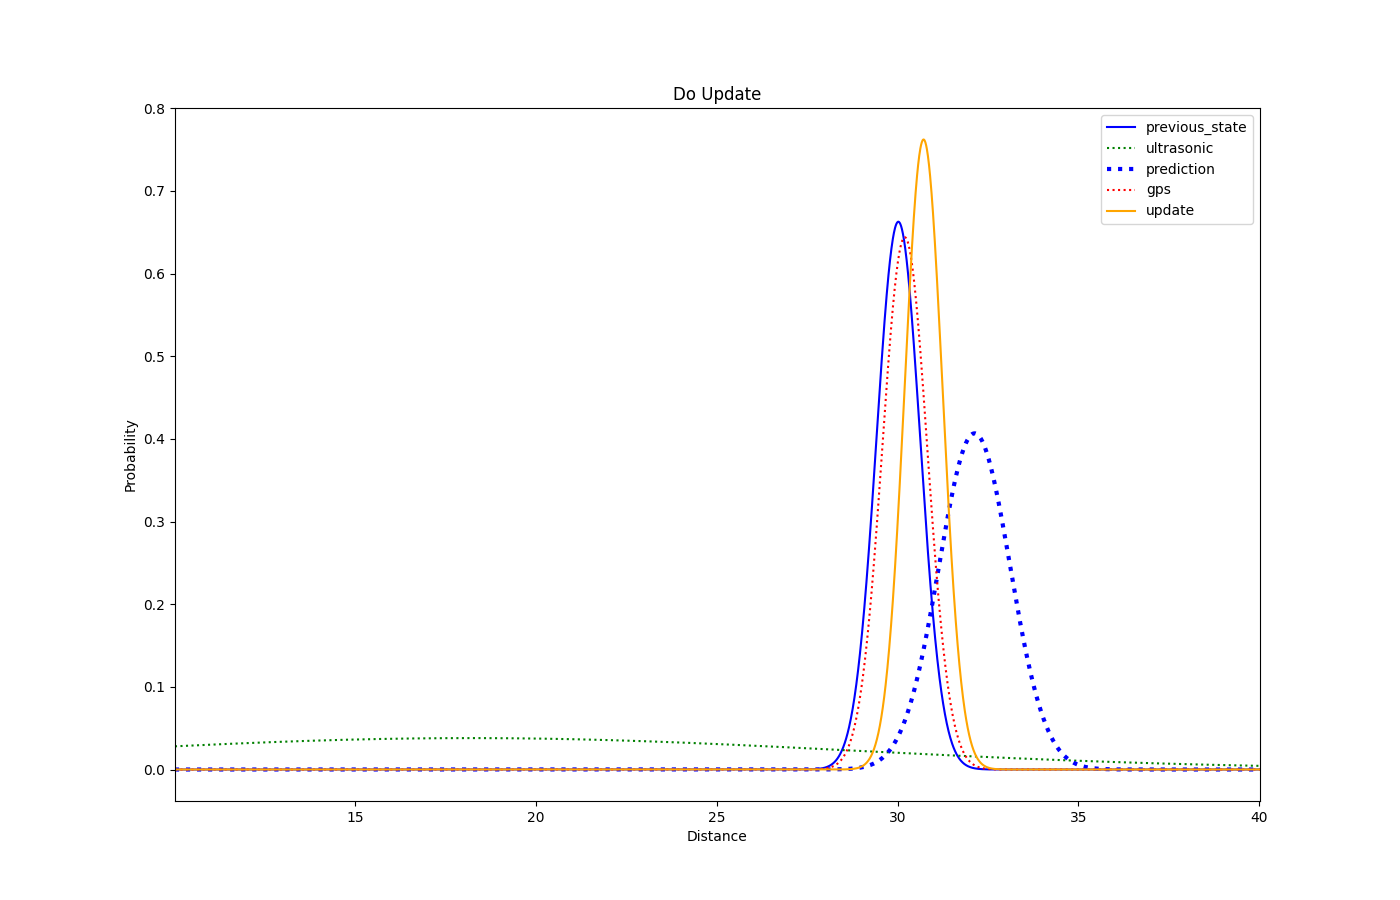 Do Update
0.8
0.7
0.6
0.5
0.4
0.3
0.2
0.1
0.0
Probability
previous_state
ultrasonic
prediction
gps
update
15 20 25 30 35 40
Distance